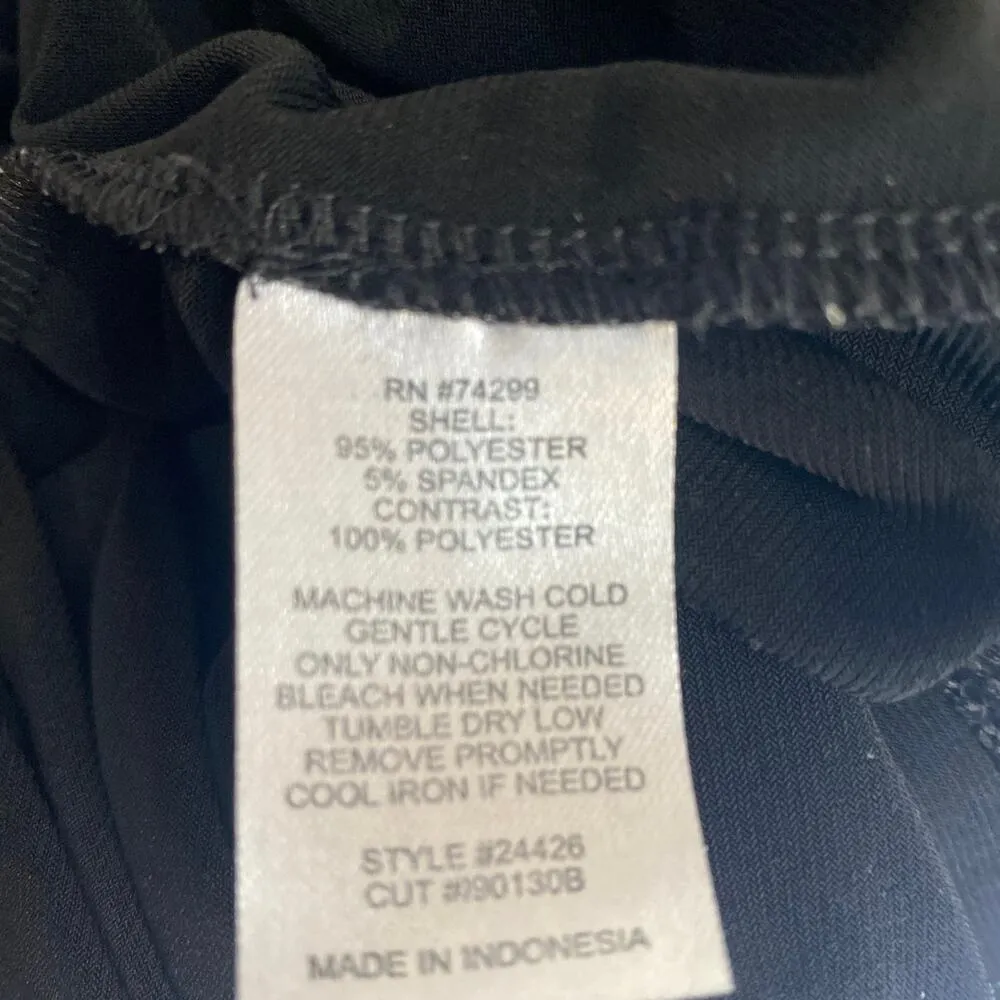 RN #74299
SHELL:
95% POLYESTER
5% SPANDEX
CONTRAST:
100% POLYESTER
MACHINE WASH COLD
GENTLE CYCLE
ONLY NON-CHLORINE
BLEACH WHEN NEEDED
TUMBLE DRY LOW
REMOVE PROMPTLY
COOL IRON IF NEEDED
STYLE #24426
CUT
MADE IN INDONESIA